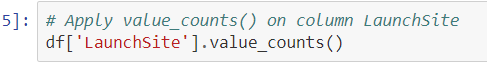 5]: # Apply value_counts() on column LaunchSite
df['LaunchSite'].value_counts()